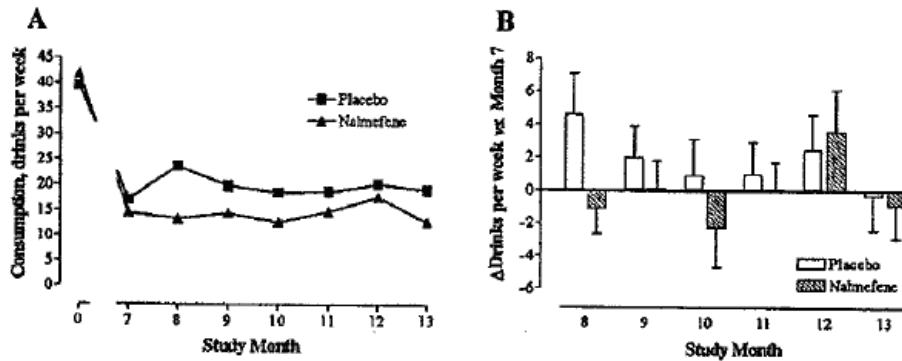 A
Consumption, drinks per week
45
40
35
30
25
20
15
10
5
0
Placebo
Nalmefene
0 7 8 9 10 11 12 13
Study Month
B
ΔDrinks per week vs Month 7
8
6
4
2
0
-2
-4
-6
Placebo
Nalmefene
8 9 10 11 12 13
Study Month